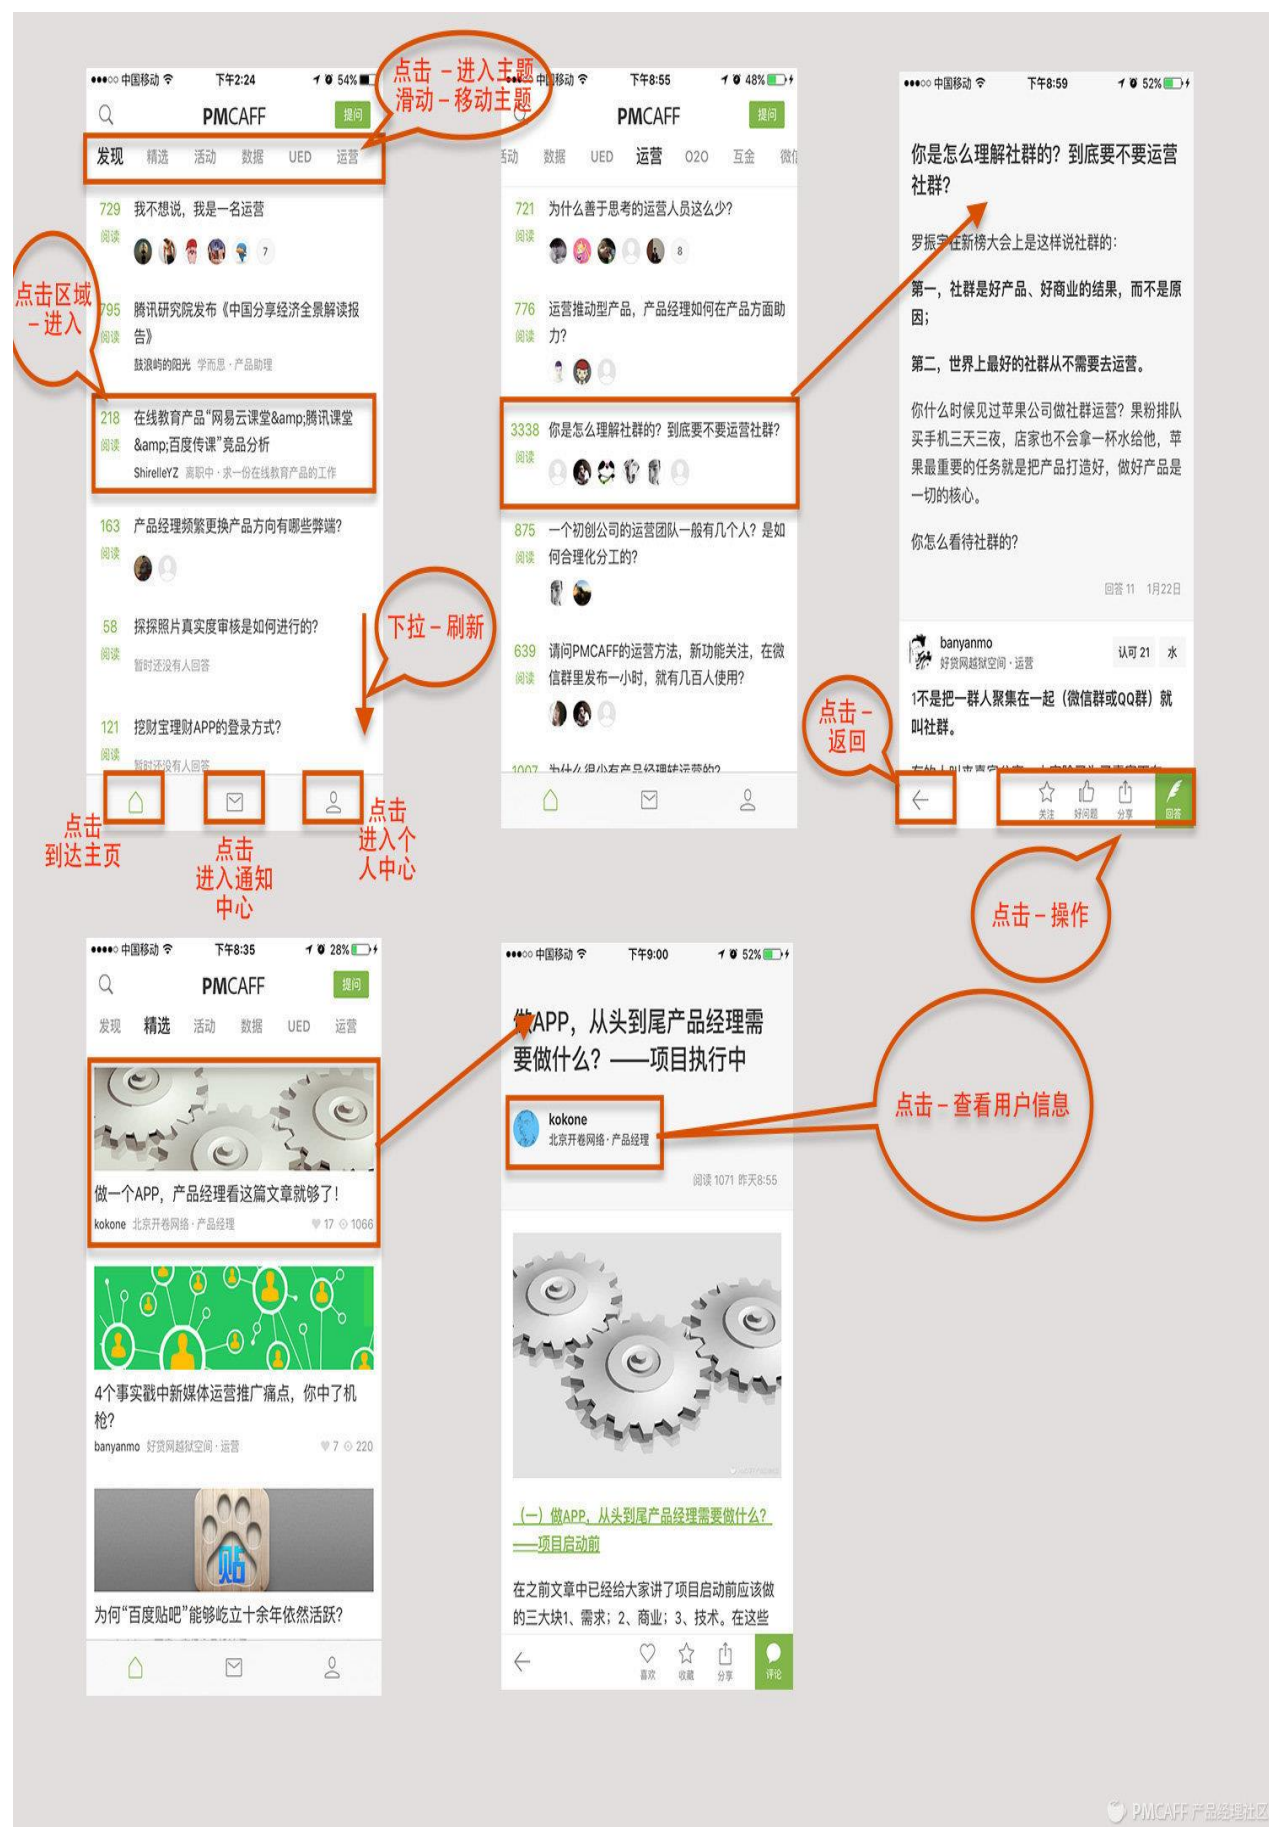 中国移动
下午2:24
54%
PMCAFF
提问
发现
精选
活动
数据
UED
运营
729
阅读
我不想说，我是一名运营
7
795
阅读
腾讯研究院发布《中国分享经济全景解读报
告》
鼓浪屿的阳光 学而思 · 产品助理
218
阅读
在线教育产品“网易云课堂&amp;腾讯课堂
&amp;百度传课”竞品分析
ShirelleYZ 离职中 · 求一份在线教育产品的工作
163
阅读
产品经理频繁更换产品方向有哪些弊端?
58
阅读
探探照片真实度审核是如何进行的?
暂时还没有人回答
121
阅读
挖财宝理财APP的登录方式?
暂时还没有人回答
点击区域
–进入
下拉–刷新
点击
到达主页
点击
进入通知
中心
点击
进入个
人中心
点击 –进入主题
滑动–移动主题
中国移动
下午8:55
48%
PMCAFF
提问
活动
数据
UED
运营
O2O
互金
微信
721
阅读
为什么善于思考的运营人员这么少?
8
776
阅读
运营推动型产品，产品经理如何在产品方面助
力?
3338
阅读
你是怎么理解社群的? 到底要不要运营社群?
875
阅读
一个初创公司的运营团队一般有几个人? 是如
何合理化分工的?
639
阅读
请问PMCAFF的运营方法，新功能关注，在微
信群里发布一小时，就有几百人使用?
1007
为什么很少有产品经理转运营的?
中国移动
下午8:59
52%
你是怎么理解社群的? 到底要不要运营
社群?
罗振宇在新榜大会上是这样说社群的:
第一，社群是好产品、好商业的结果，而不是原
因;
第二，世界上最好的社群从不需要去运营。
你什么时候见过苹果公司做社群运营? 果粉排队
买手机三天三夜，店家也不会拿一杯水给他，苹
果最重要的任务就是把产品打造好，做好产品是
一切的核心。
你怎么看待社群的?
回答 11 1月22日
banyanmo
好贷网越狱空间 · 运营
认可 21
水
1不是把一群人聚集在一起（微信群或QQ群）就
叫社群。
关注
好问题
分享
回答
点击–
返回
点击–操作
中国移动
下午8:35
28%
PMCAFF
提问
发现
精选
活动
数据
UED
运营
做一个APP，产品经理看这篇文章就够了!
kokone 北京开卷网络 · 产品经理
17
1066
4个事实戳中新媒体运营推广痛点，你中了机
枪?
banyanmo 好贷网越狱空间 · 运营
7
220
贴
为何“百度贴吧”能够屹立十余年依然活跃?
中国移动
下午9:00
52%
做APP，从头到尾产品经理需
要做什么? ——项目执行中
kokone
北京开卷网络 · 产品经理
阅读 1071 昨天8:55
（一）做APP，从头到尾产品经理需要做什么?
——项目启动前
在之前文章中已经给大家讲了项目启动前应该做
的三大块1、需求; 2、商业; 3、技术。在这些
喜欢
收藏
分享
评论
点击–查看用户信息
PMCAFF 产品经理社区